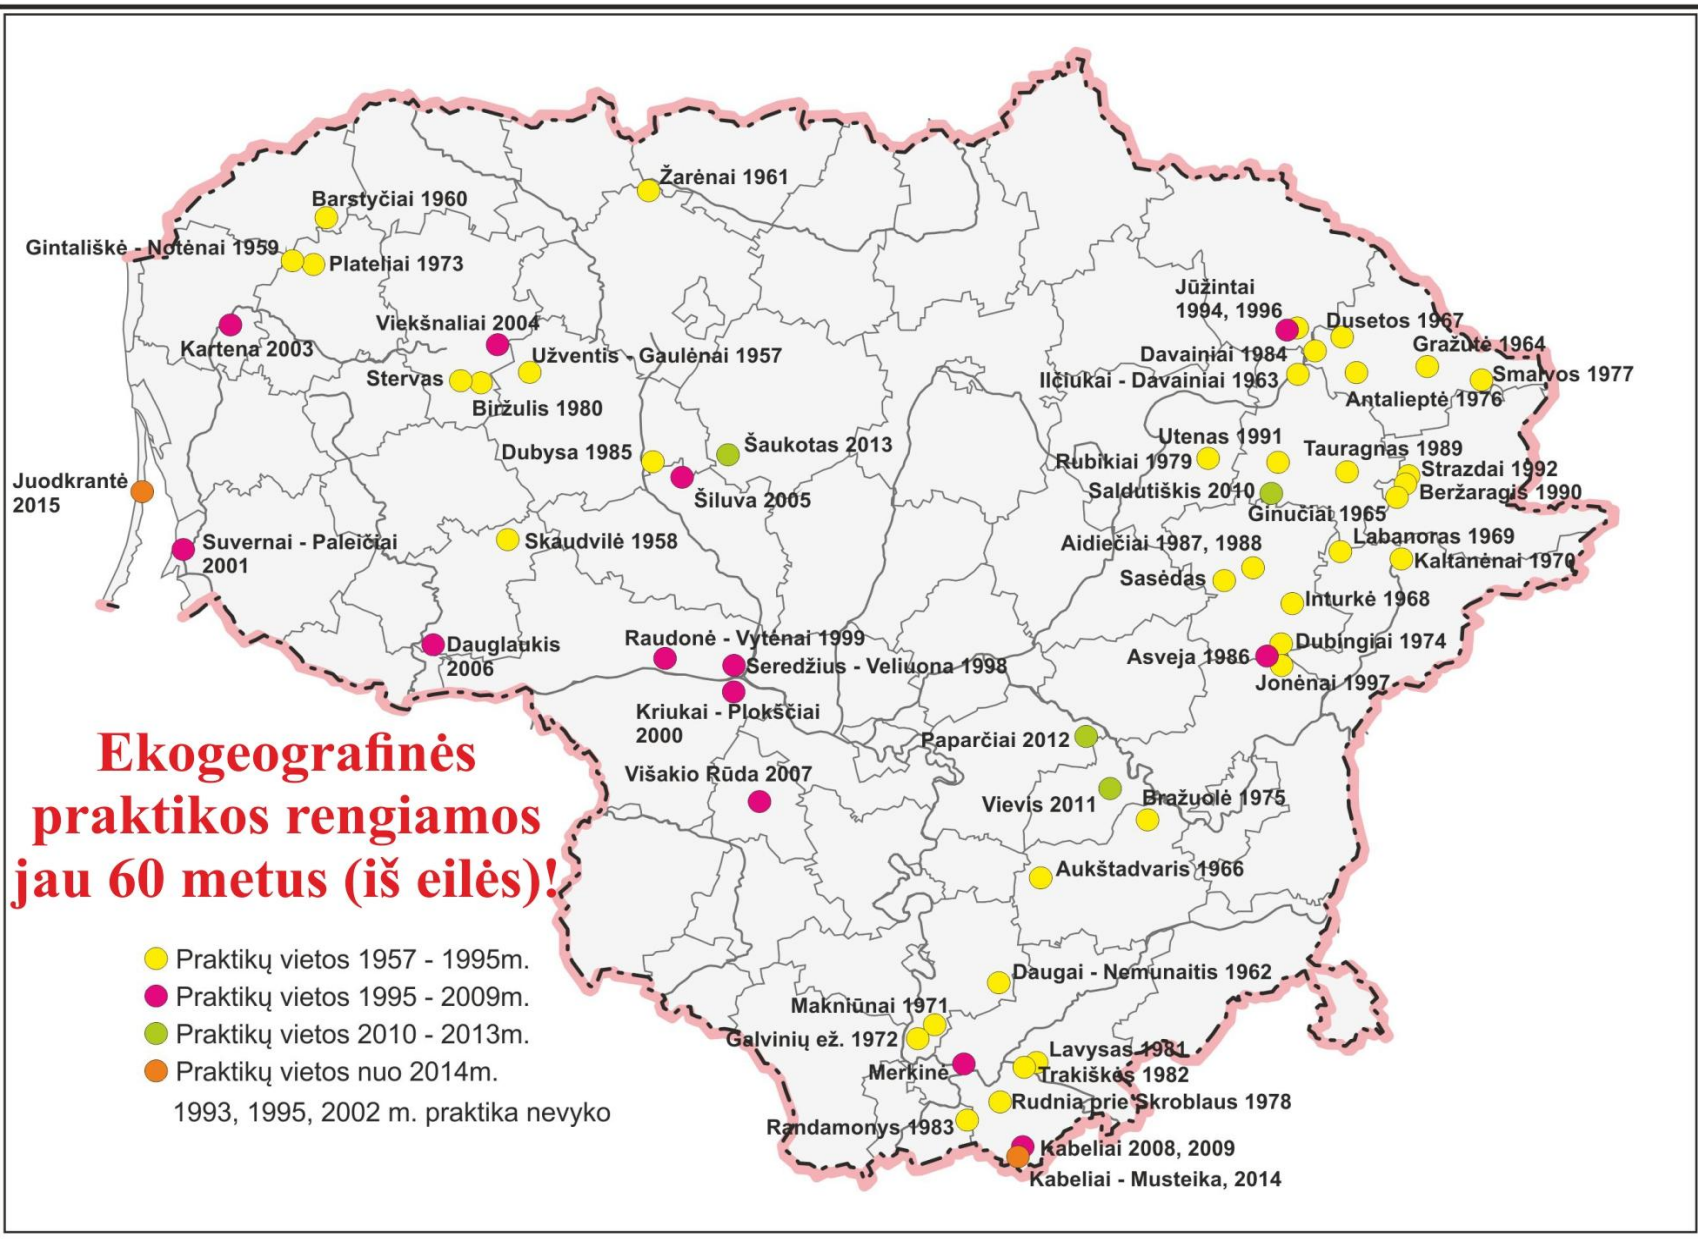 Žarėnai 1961
Barstyčiai 1960
Gintališkė - Notėnai 1959
Plateliai 1973
Jūžintai
1994, 1996
Kartena 2003
Viekšnaliai 2004
Dusetos 1967
Užventis - Gaulėnai 1957
Davainiai 1984
Gražutė 1964
Stervas
Ilčiukai - Davainiai 1963
Smalvos 1977
Biržulis 1980
Antalieptė 1976
Utenas 1991
Šaukotas 2013
Tauragnas 1989
Dubysa 1985
Rubikiai 1979
Strazdai 1992
Juodkrantė
2015
Saldutiškis 2010
Beržaragis 1990
Šiluva 2005
Ginučiai 1965
Suvernai - Paleičiai
2001
Skaudvilė 1958
Aidiečiai 1987, 1988
Labanoras 1969
Kaltanėnai 1970
Sasėdas
Inturkė 1968
Dauglaukis
2006
Raudonė - Vytėnai 1999
Dubingiai 1974
Seredžius - Veliuona 1998
Asveja 1986
Jonėnai 1997
Kriukai - Plokščiai
2000
Paparčiai 2012
Ekogeografinės
praktikos rengiamos
jau 60 metus (iš eilės)!
Višakio Rūda 2007
Vievis 2011
Bražuolė 1975
Aukštadvaris 1966
Praktikų vietos 1957 - 1995m.
Praktikų vietos 1995 - 2009m.
Praktikų vietos 2010 - 2013m.
Praktikų vietos nuo 2014m.
1993, 1995, 2002 m. praktika nevyko
Daugai - Nemunaitis 1962
Makniūnai 1971
Galvinių ež. 1972
Lavysas 1981
Merkinė
Trakiškės 1982
Rudnia prie Skroblaus 1978
Randamonys 1983
Kabeliai 2008, 2009
Kabeliai - Musteika, 2014